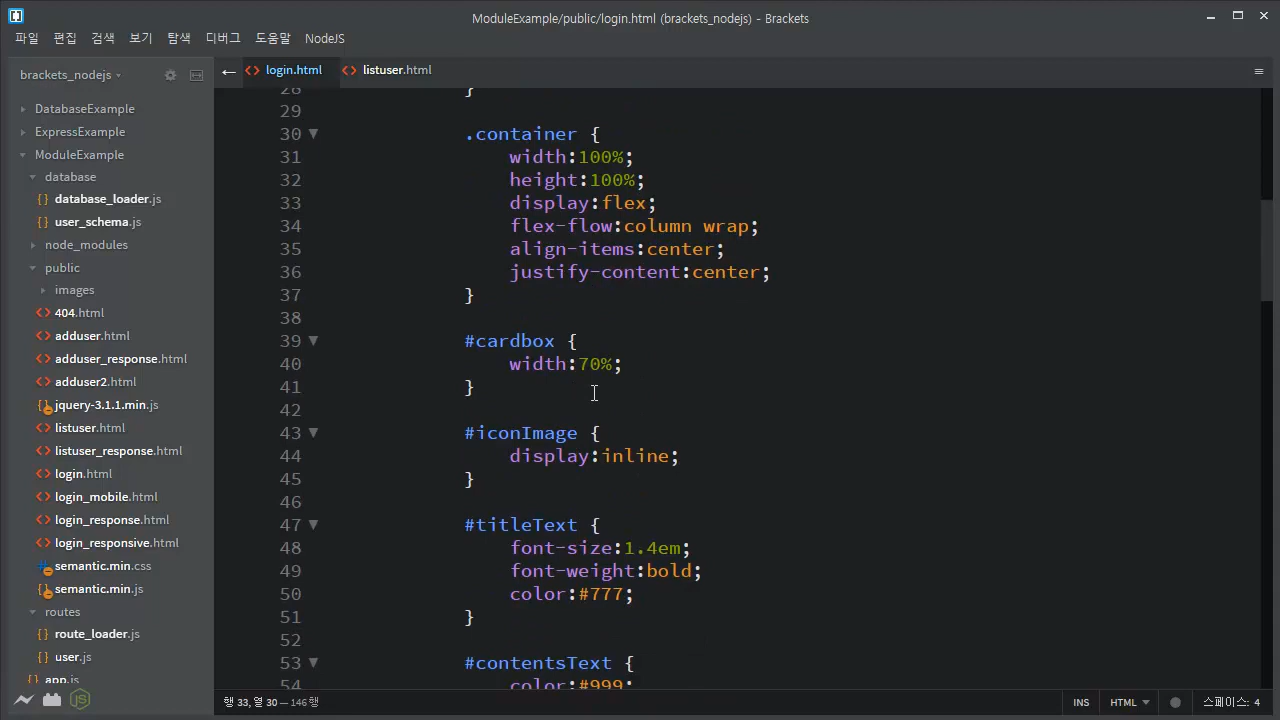 ModuleExample/public/login.html (brackets_nodejs) - Brackets
파일 편집 검색 보기 탐색 디버그 도움말 NodeJS
brackets_nodejs
login.html
listuser.html
DatabaseExample
ExpressExample
ModuleExample
database
database_loader.js
user_schema.js
node_modules
public
images
404.html
adduser.html
adduser_response.html
adduser2.html
jquery-3.1.1.min.js
listuser.html
listuser_response.html
login.html
login_mobile.html
login_response.html
login_responsive.html
semantic.min.css
semantic.min.js
routes
route_loader.js
user.js
app.js
28 }
29
30 .container {
31 width:100%;
32 height:100%;
33 display:flex;
34 flex-flow:column wrap;
35 align-items:center;
36 justify-content:center;
37 }
38
39 #cardbox {
40 width:70%;
41 }
42
43 #iconImage {
44 display:inline;
45 }
46
47 #titleText {
48 font-size:1.4em;
49 font-weight:bold;
50 color:#777;
51 }
52
53 #contentsText {
54 color:#999;
행 33, 열 30 — 146 행
INS HTML 스페이스: 4